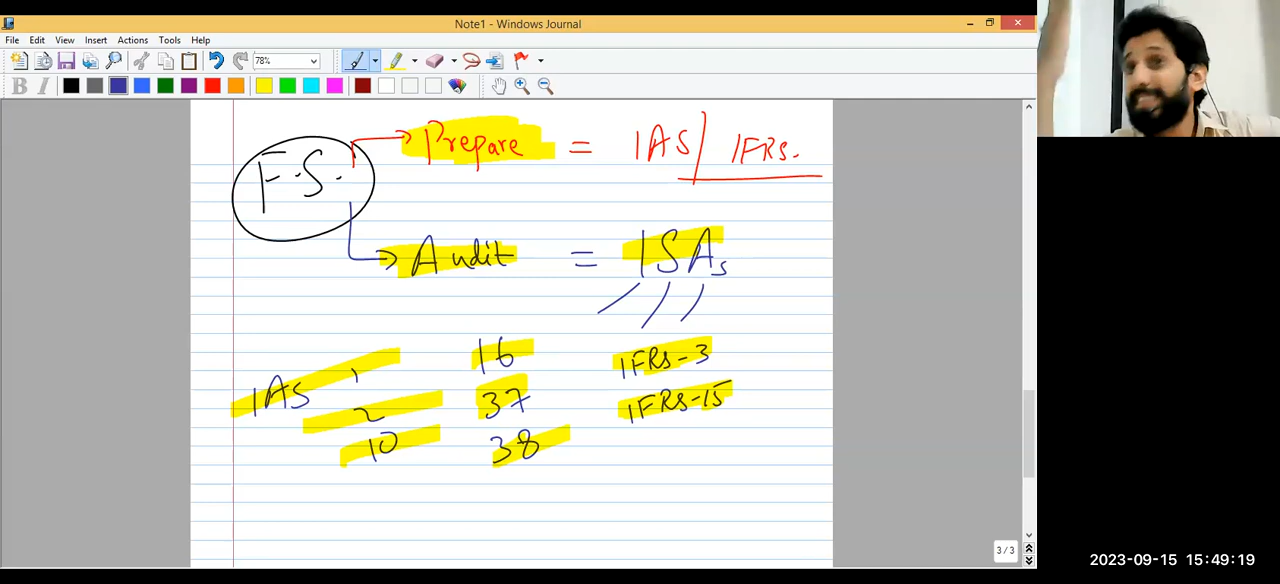 Note1 - Windows Journal
File Edit View Insert Actions Tools Help
78%
B I
Prepare = IAS/ IFRS.
F.S.
Audit = ISAs
IAS 1 16 IFRS-3
2 37 IFRS-15
10 38
3 / 3
2023-09-15 15:49:19